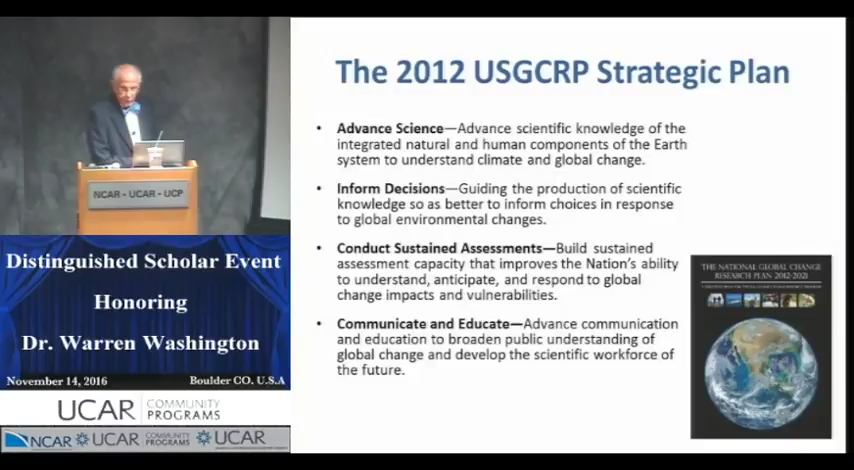 The 2012 USGCRP Strategic Plan
• Advance Science—Advance scientific knowledge of the
integrated natural and human components of the Earth
system to understand climate and global change.
• Inform Decisions—Guiding the production of scientific
knowledge so as better to inform choices in response
to global environmental changes.
• Conduct Sustained Assessments—Build sustained
assessment capacity that improves the Nation's ability
to understand, anticipate, and respond to global
change impacts and vulnerabilities.
• Communicate and Educate—Advance communication
and education to broaden public understanding of
global change and develop the scientific workforce of
the future.
THE NATIONAL GLOBAL CHANGE
RESEARCH PLAN 2012-2021
NCAR - UCAR - UCP
Distinguished Scholar Event
Honoring
Dr. Warren Washington
November 14, 2016 Boulder CO. U.S.A
UCAR COMMUNITY
PROGRAMS
NCAR UCAR COMMUNITY
PROGRAMS UCAR